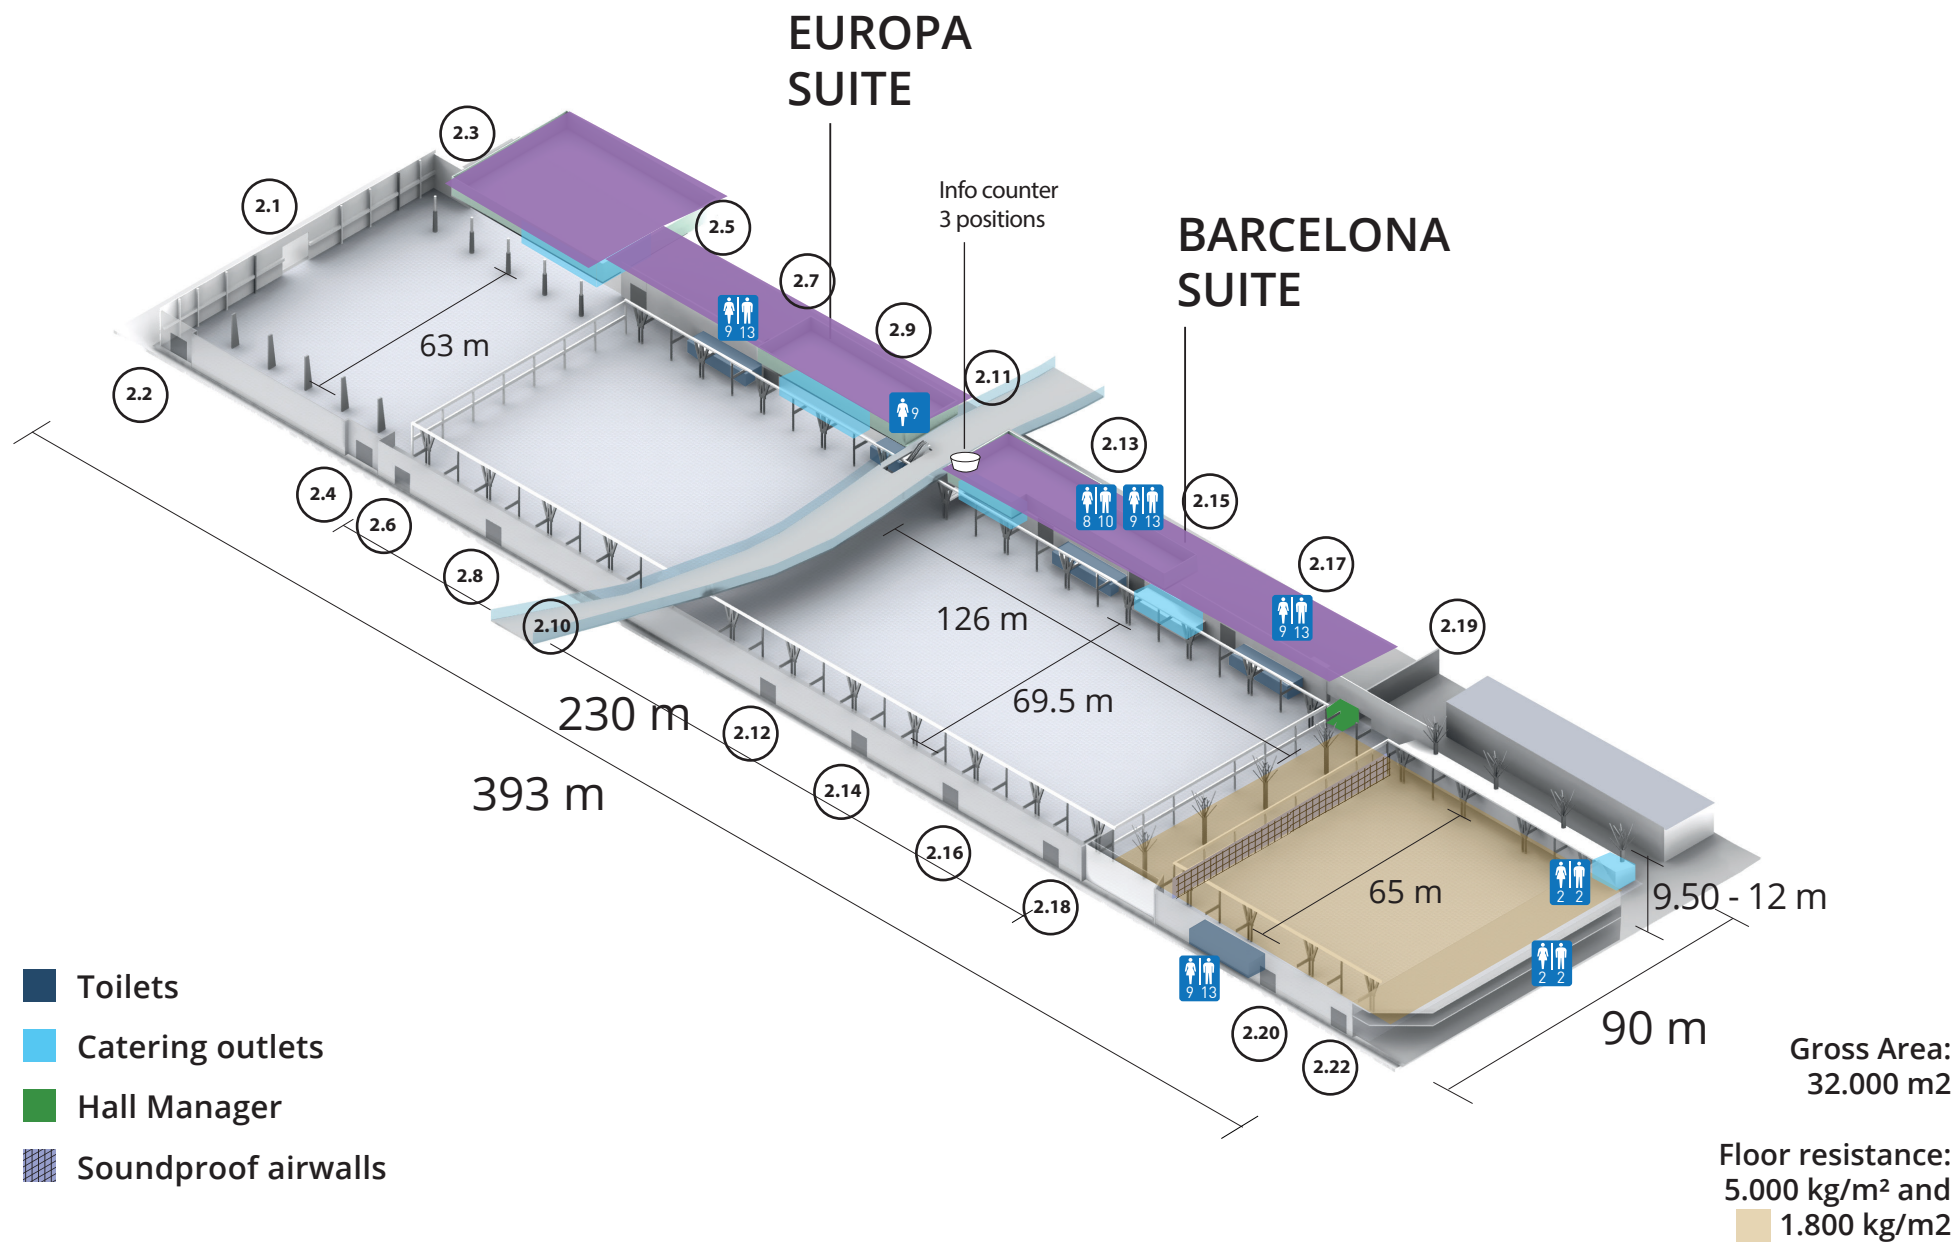 EUROPA
SUITE
2.3
2.1
Info counter
3 positions
2.5
BARCELONA
SUITE
2.7
9 13
2.9
63 m
2.11
2.2
9
2.13
2.4
2.6
8 10
9 13
2.15
2.8
2.17
2.10
126 m
9 13
2.19
69.5 m
230 m
2.12
393 m
2.14
2.16
65 m
2 2
9.50 - 12 m
2.18
2 2
9 13
Toilets
2.20
90 m
2.22
Catering outlets
Hall Manager
Soundproof airwalls
Gross Area:
32.000 m2
Floor resistance:
5.000 kg/m² and
1.800 kg/m2